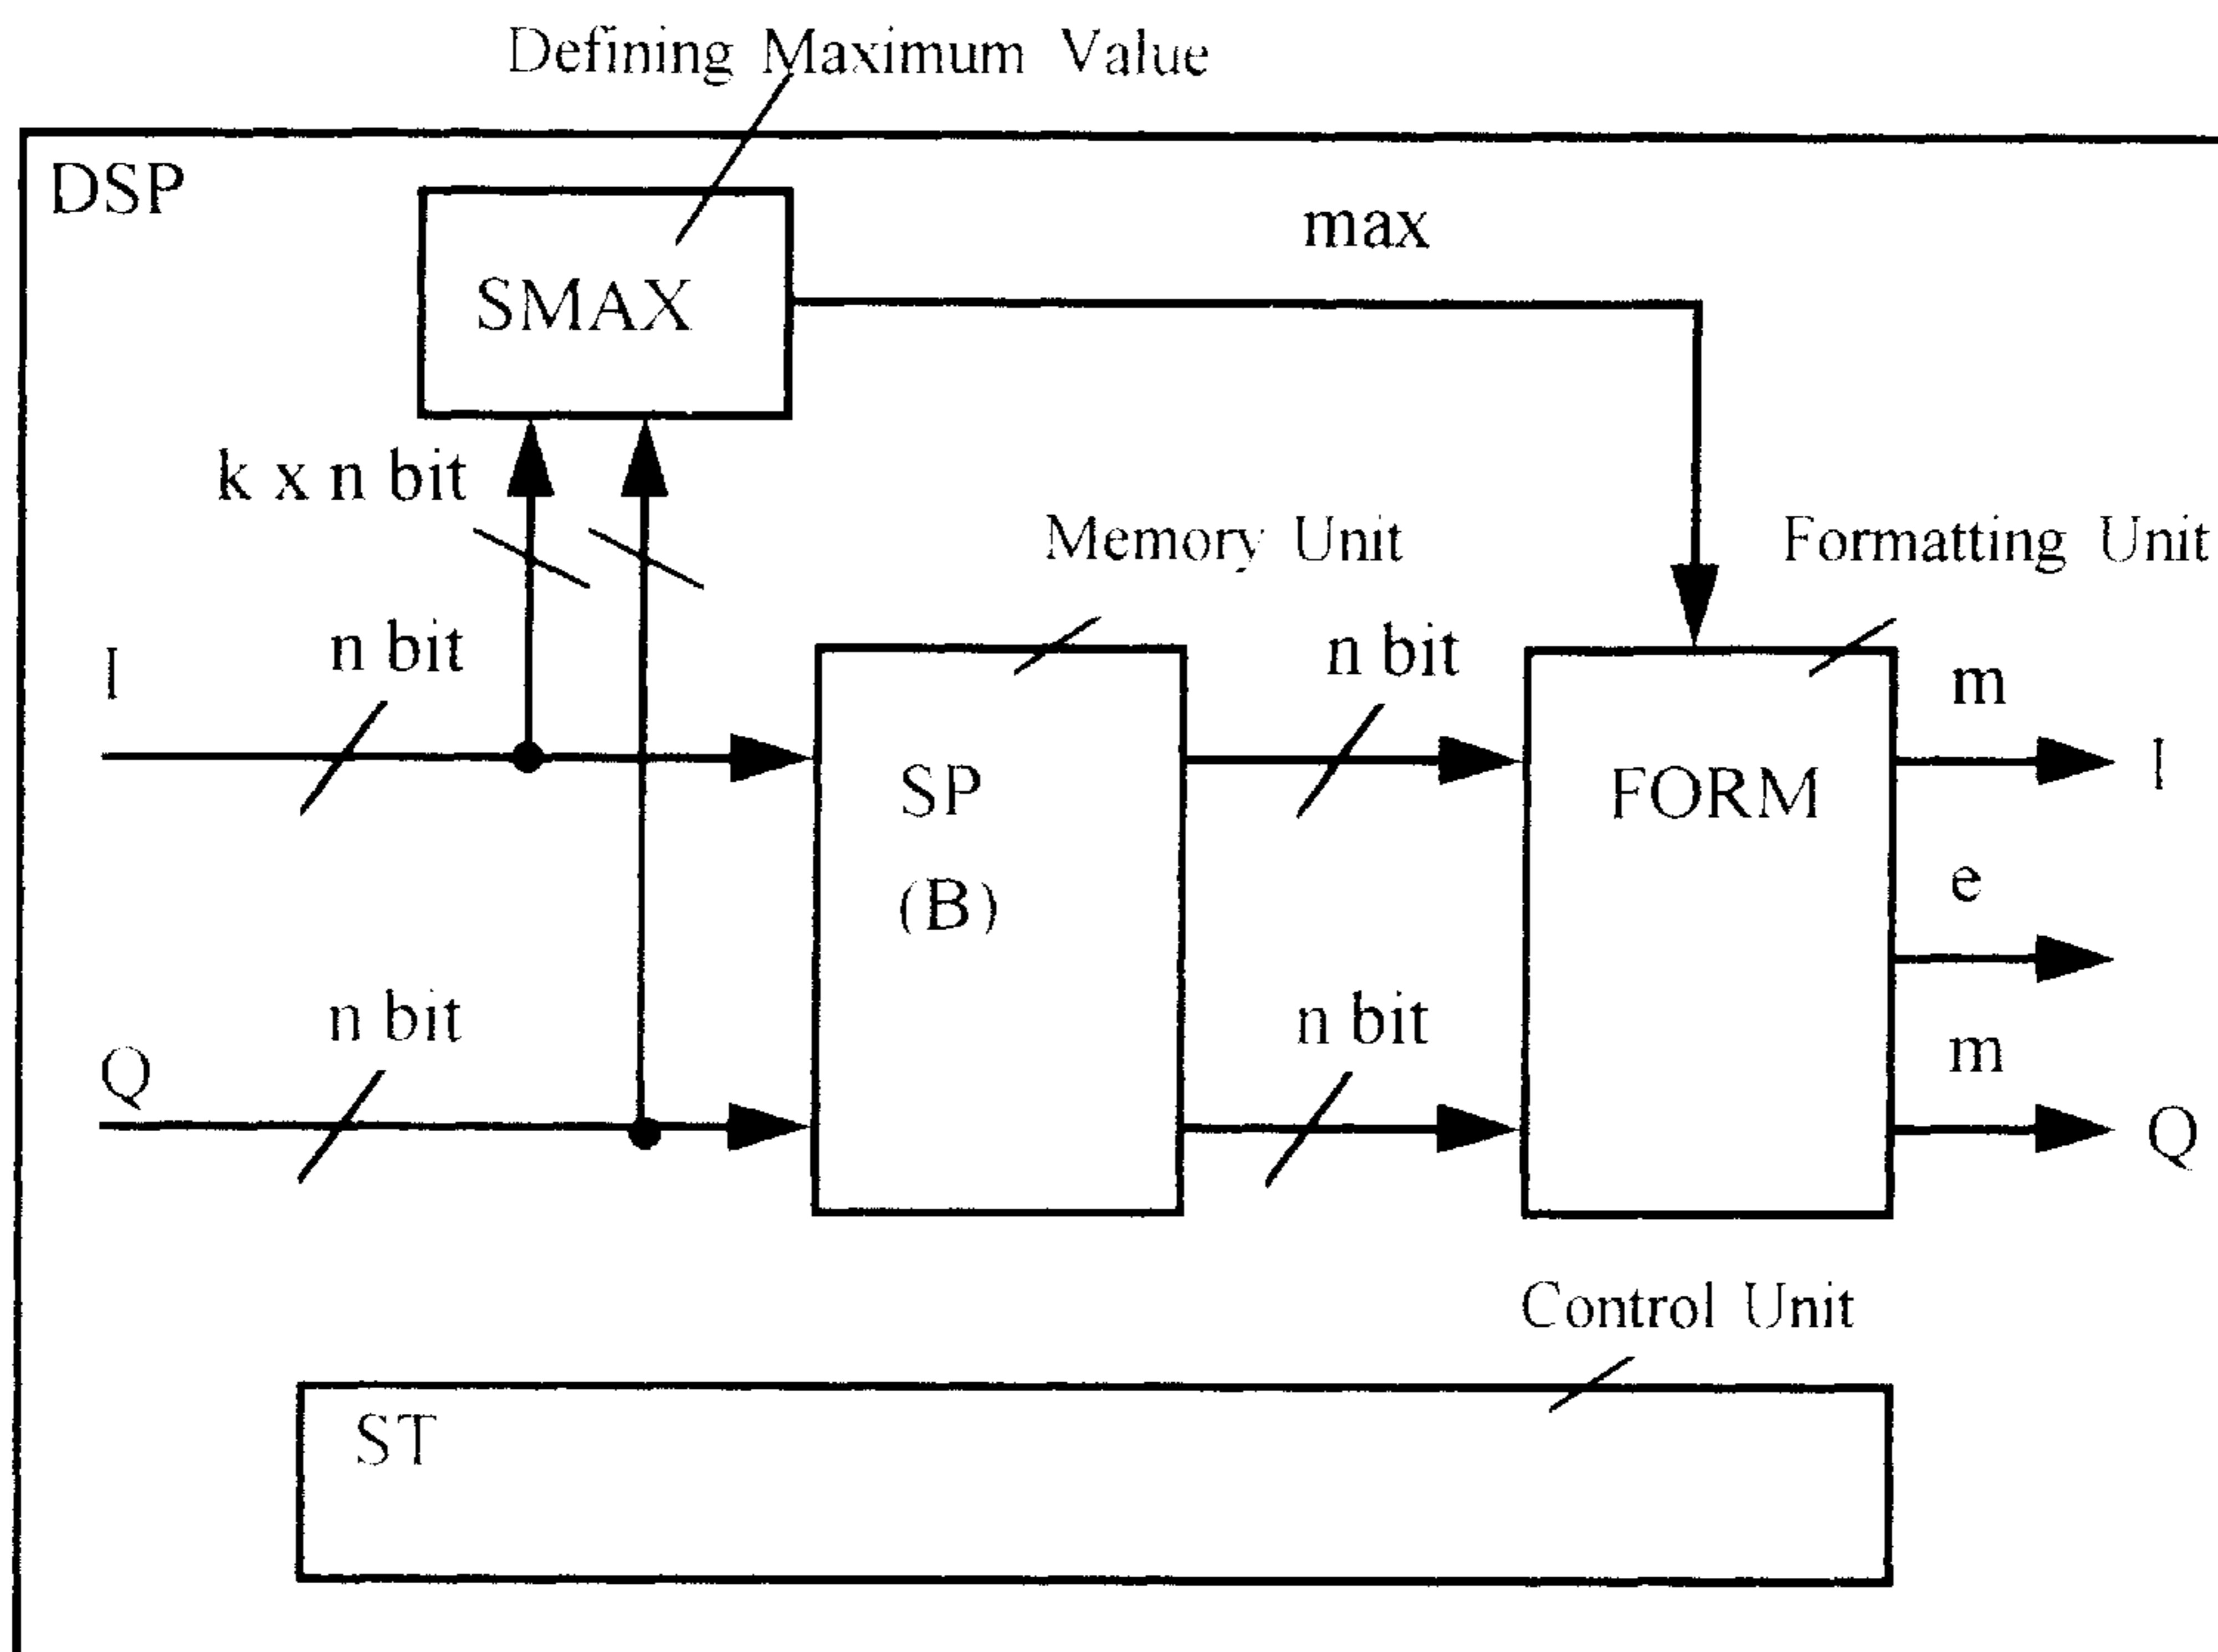 Defining Maximum Value
DSP
max
SMAX
k x n bit
Memory Unit
Formatting Unit
I
n bit
n bit
m
I
SP
(B)
FORM
e
Q
n bit
n bit
m
Q
Control Unit
ST